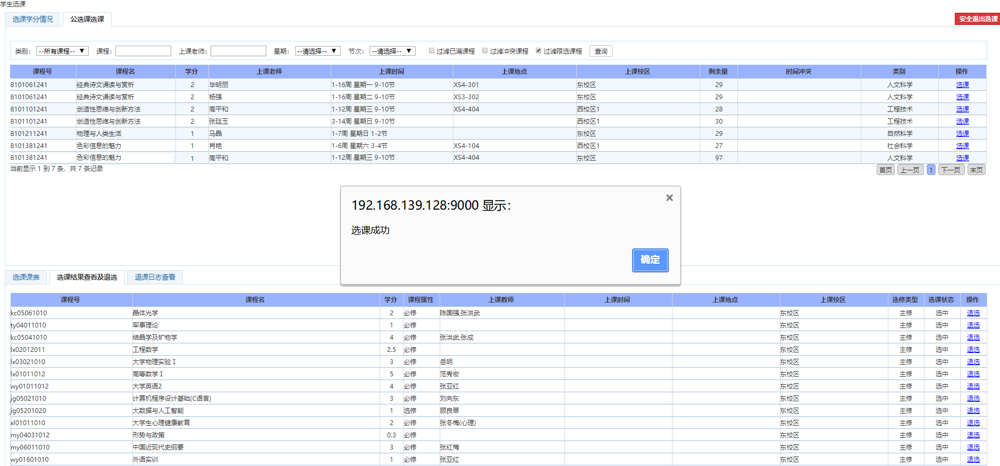 学生选课
选课学分情况 公选课选课 安全退出选课
类别： --所有课程-- ▼ 课程： 上课老师： 星期： --请选择-- ▼ 节次： --请选择-- ▼ 过滤已满课程 过滤冲突课程 过滤限选课程 查询
课程号 课程名 学分 上课老师 上课时间 上课地点 上课校区 剩余量 时间冲突 类别 操作
8101061241 经典诗文诵读与赏析 2 毕明丽 1-16周 星期一 9-10节 XS4-301 东校区 29 人文科学 选课
8101061241 经典诗文诵读与赏析 2 杨强 1-16周 星期二 9-10节 XS3-302 东校区 29 人文科学 选课
8101101241 创造性思维与创新方法 2 高平和 1-12周 星期三 9-10节 XS4-404 西校区1 28 工程技术 选课
8101101241 创造性思维与创新方法 2 张廷玉 3-14周 星期日 9-10节 西校区1 30 工程技术 选课
8101211241 物理与人类生活 1 马晶 1-7周 星期日 1-2节 东校区 29 自然科学 选课
8101381241 色彩信息的魅力 1 肖艳 1-6周 星期六 3-4节 XS4-104 西校区1 27 社会科学 选课
8101381241 色彩信息的魅力 1 高平和 1-12周 星期三 9-10节 XS4-404 东校区 97 人文科学 选课
当前显示 1 到 7 条，共 7 条记录 首页 上一页 1 下一页 末页
192.168.139.128:9000 显示：
选课成功
确定
选课课表 选课结果查看及退选 退课日志查看
课程号 课程名 学分 课程属性 上课教师 上课时间 上课地点 上课校区 选修类型 选课状态 操作
kc05061010 晶体光学 2 必修 陈国强,张洪武 东校区 主修 选中 退选
ty04011010 军事理论 1 必修 东校区 主修 选中 退选
kc05041010 结晶学及矿物学 4 必修 张洪武,张成 东校区 主修 选中 退选
lx02012011 工程数学 2.5 必修 东校区 主修 选中 退选
lx03021010 大学物理实验Ⅰ 3 必修 岳明 东校区 主修 选中 退选
lx01011012 高等数学Ⅰ 5 必修 范秀宏 东校区 主修 选中 退选
wy01011012 大学英语2 4 必修 张亚红 东校区 主修 选中 退选
jg05021010 计算机程序设计基础(C语言) 3 必修 刘向东 东校区 主修 选中 退选
jg05201020 大数据与人工智能 1 选修 顾良翠 东校区 主修 选中 退选
xl01011010 大学生心理健康教育 2 必修 张冬梅(心理) 东校区 主修 选中 退选
my04031012 形势与政策 0.3 必修 东校区 主修 选中 退选
my06011010 中国近现代史纲要 3 必修 张红梅 东校区 主修 选中 退选
wy01601010 外语实训 1 必修 张亚红 东校区 主修 选中 退选